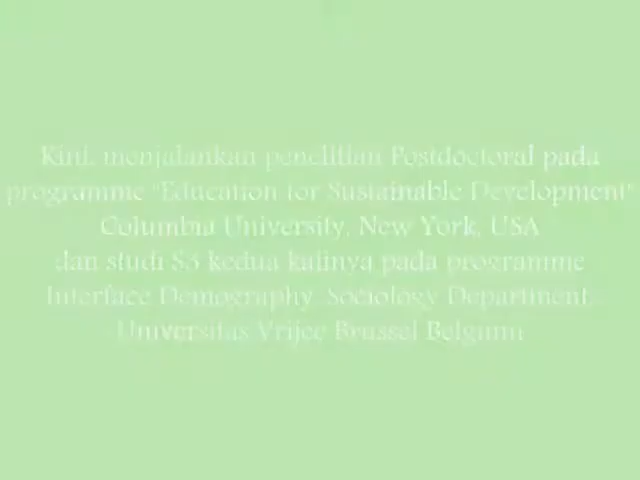 Kini, menjalankan penelitian Postdoctoral pada
programme "Education for Sustainable Development"
Columbia University, New York, USA
dan studi S3 kedua kalinya pada programme
Interface Demography, Sociology Department,
Universitas Vrijee Brussel Belgium